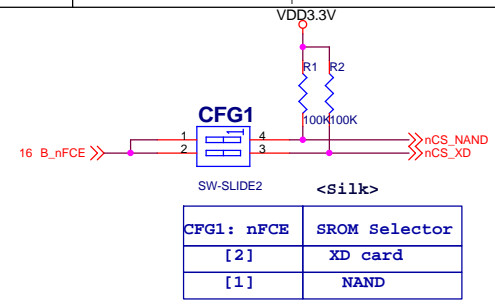 VDD3.3V
R1 R2
100K 100K
CFG1
1
1 4
2 3
16 B_nFCE
nCS_NAND
nCS_XD
SW-SLIDE2
<Silk>
CFG1: nFCE SROM Selector
[2] XD card
[1] NAND